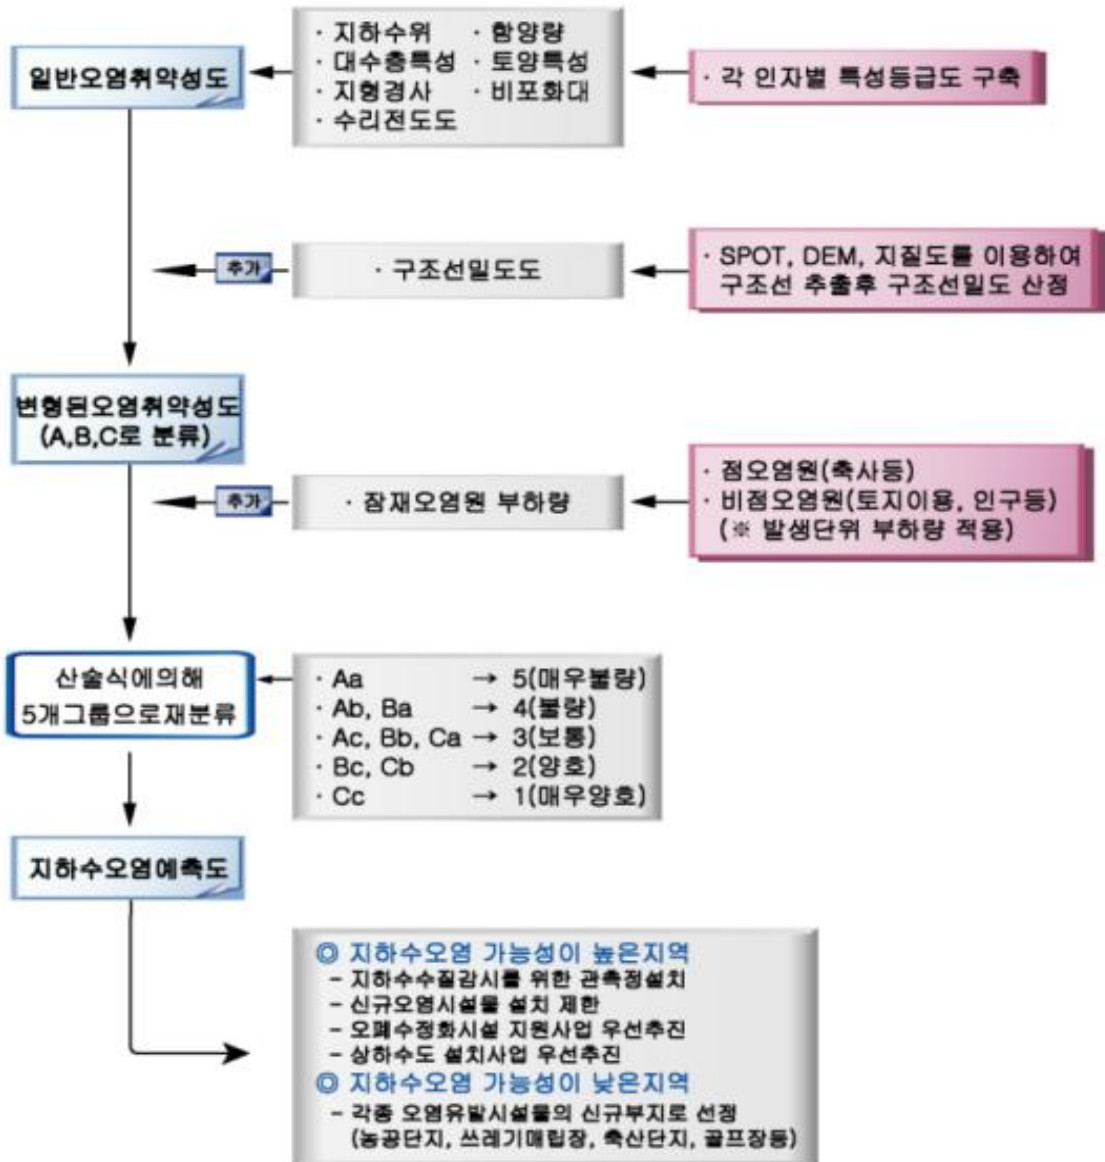 일반오염취약성도
· 지하수위 · 함양량
· 대수층특성 · 토양특성
· 지형경사 · 비포화대
· 수리전도도
· 각 인자별 특성등급도 구축
추가
· 구조선밀도도
· SPOT, DEM, 지질도를 이용하여
구조선 추출후 구조선밀도 산정
변형된오염취약성도
(A,B,C로 분류)
추가
· 잠재오염원 부하량
· 점오염원(축사등)
· 비점오염원(토지이용, 인구등)
(※ 발생단위 부하량 적용)
산술식에의해
5개그룹으로재분류
· Aa → 5(매우불량)
· Ab, Ba → 4(불량)
· Ac, Bb, Ca → 3(보통)
· Bc, Cb → 2(양호)
· Cc → 1(매우양호)
지하수오염예측도
◎ 지하수오염 가능성이 높은지역
– 지하수수질감시를 위한 관측정설치
– 신규오염시설물 설치 제한
– 오폐수정화시설 지원사업 우선추진
– 상하수도 설치사업 우선추진
◎ 지하수오염 가능성이 낮은지역
– 각종 오염유발시설물의 신규부지로 선정
(농공단지, 쓰레기매립장, 축산단지, 골프장등)